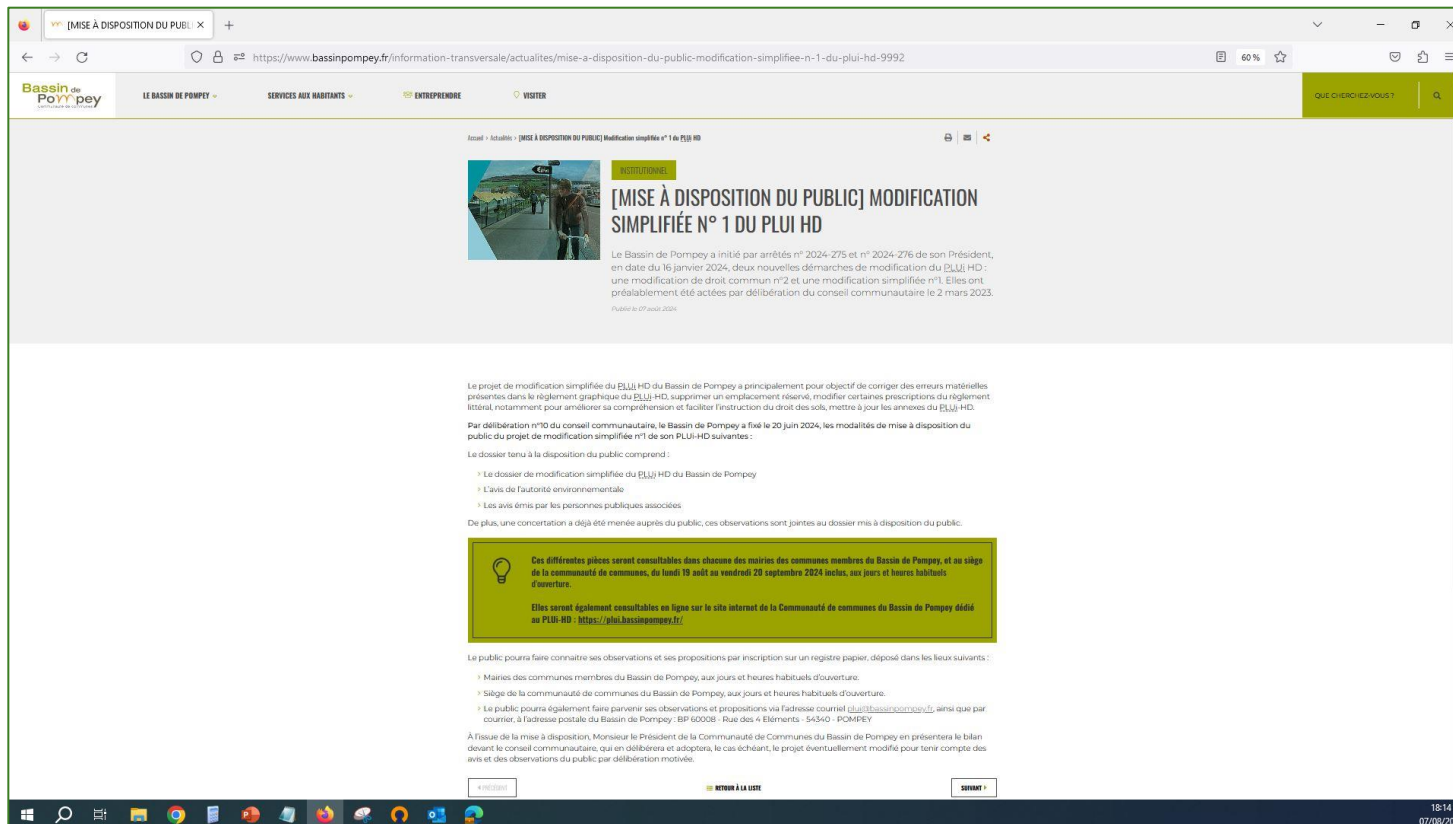 [MISE À DISPOSITION DU PUBLI
https://www.bassinpompey.fr/information-transversale/actualites/mise-a-disposition-du-public-modification-simplifiee-n-1-du-plui-hd-9992
60 %
Bassin de
Pompey
LE BASSIN DE POMPEY
SERVICES AUX HABITANTS
ENTREPRENDRE
VISITER
QUE CHERCHEZ-VOUS ?
Accueil > Actualités > [MISE À DISPOSITION DU PUBLIC] Modification simplifiée n° 1 du PLUi HD
INSTITUTIONNEL
[MISE À DISPOSITION DU PUBLIC] MODIFICATION
SIMPLIFIÉE N° 1 DU PLUI HD
Le Bassin de Pompey a initié par arrêtés n° 2024-275 et n° 2024-276 de son Président,
en date du 16 janvier 2024, deux nouvelles démarches de modification du PLUi HD :
une modification de droit commun n°2 et une modification simplifiée n°1. Elles ont
préalablement été actées par délibération du conseil communautaire le 2 mars 2023.
Publié le 07 août 2024
Le projet de modification simplifiée du PLUi HD du Bassin de Pompey a principalement pour objectif de corriger des erreurs matérielles
présentes dans le règlement graphique du PLUi-HD, supprimer un emplacement réservé, modifier certaines prescriptions du règlement
littéral, notamment pour améliorer sa compréhension et faciliter l'instruction du droit des sols, mettre à jour les annexes du PLUi-HD.
Par délibération n°10 du conseil communautaire, le Bassin de Pompey a fixé le 20 juin 2024, les modalités de mise à disposition du
public du projet de modification simplifiée n°1 de son PLUi-HD suivantes :
Le dossier tenu à la disposition du public comprend :
Le dossier de modification simplifiée du PLUi HD du Bassin de Pompey
L'avis de l'autorité environnementale
Les avis émis par les personnes publiques associées
De plus, une concertation a déjà été menée auprès du public, ces observations sont jointes au dossier mis à disposition du public.
Ces différentes pièces seront consultables dans chacune des mairies des communes membres du Bassin de Pompey, et au siège
de la communauté de communes, du lundi 19 août au vendredi 20 septembre 2024 inclus, aux jours et heures habituels
d'ouverture.
Elles seront également consultables en ligne sur le site internet de la Communauté de communes du Bassin de Pompey dédié
au PLUi-HD : https://plui.bassinpompey.fr/
Le public pourra faire connaitre ses observations et ses propositions par inscription sur un registre papier, déposé dans les lieux suivants :
Mairies des communes membres du Bassin de Pompey, aux jours et heures habituels d'ouverture.
Siège de la communauté de communes du Bassin de Pompey, aux jours et heures habituels d'ouverture.
Le public pourra également faire parvenir ses observations et propositions via l'adresse courriel plui@bassinpompey.fr, ainsi que par
courrier, à l'adresse postale du Bassin de Pompey : BP 60008 - Rue des 4 Eléments - 54340 - POMPEY
À l'issue de la mise à disposition, Monsieur le Président de la Communauté de Communes du Bassin de Pompey en présentera le bilan
devant le conseil communautaire, qui en délibérera et adoptera, le cas échéant, le projet éventuellement modifié pour tenir compte des
avis et des observations du public par délibération motivée.
PRÉCÉDENT
RETOUR À LA LISTE
SUIVANT
18:14
07/08/20